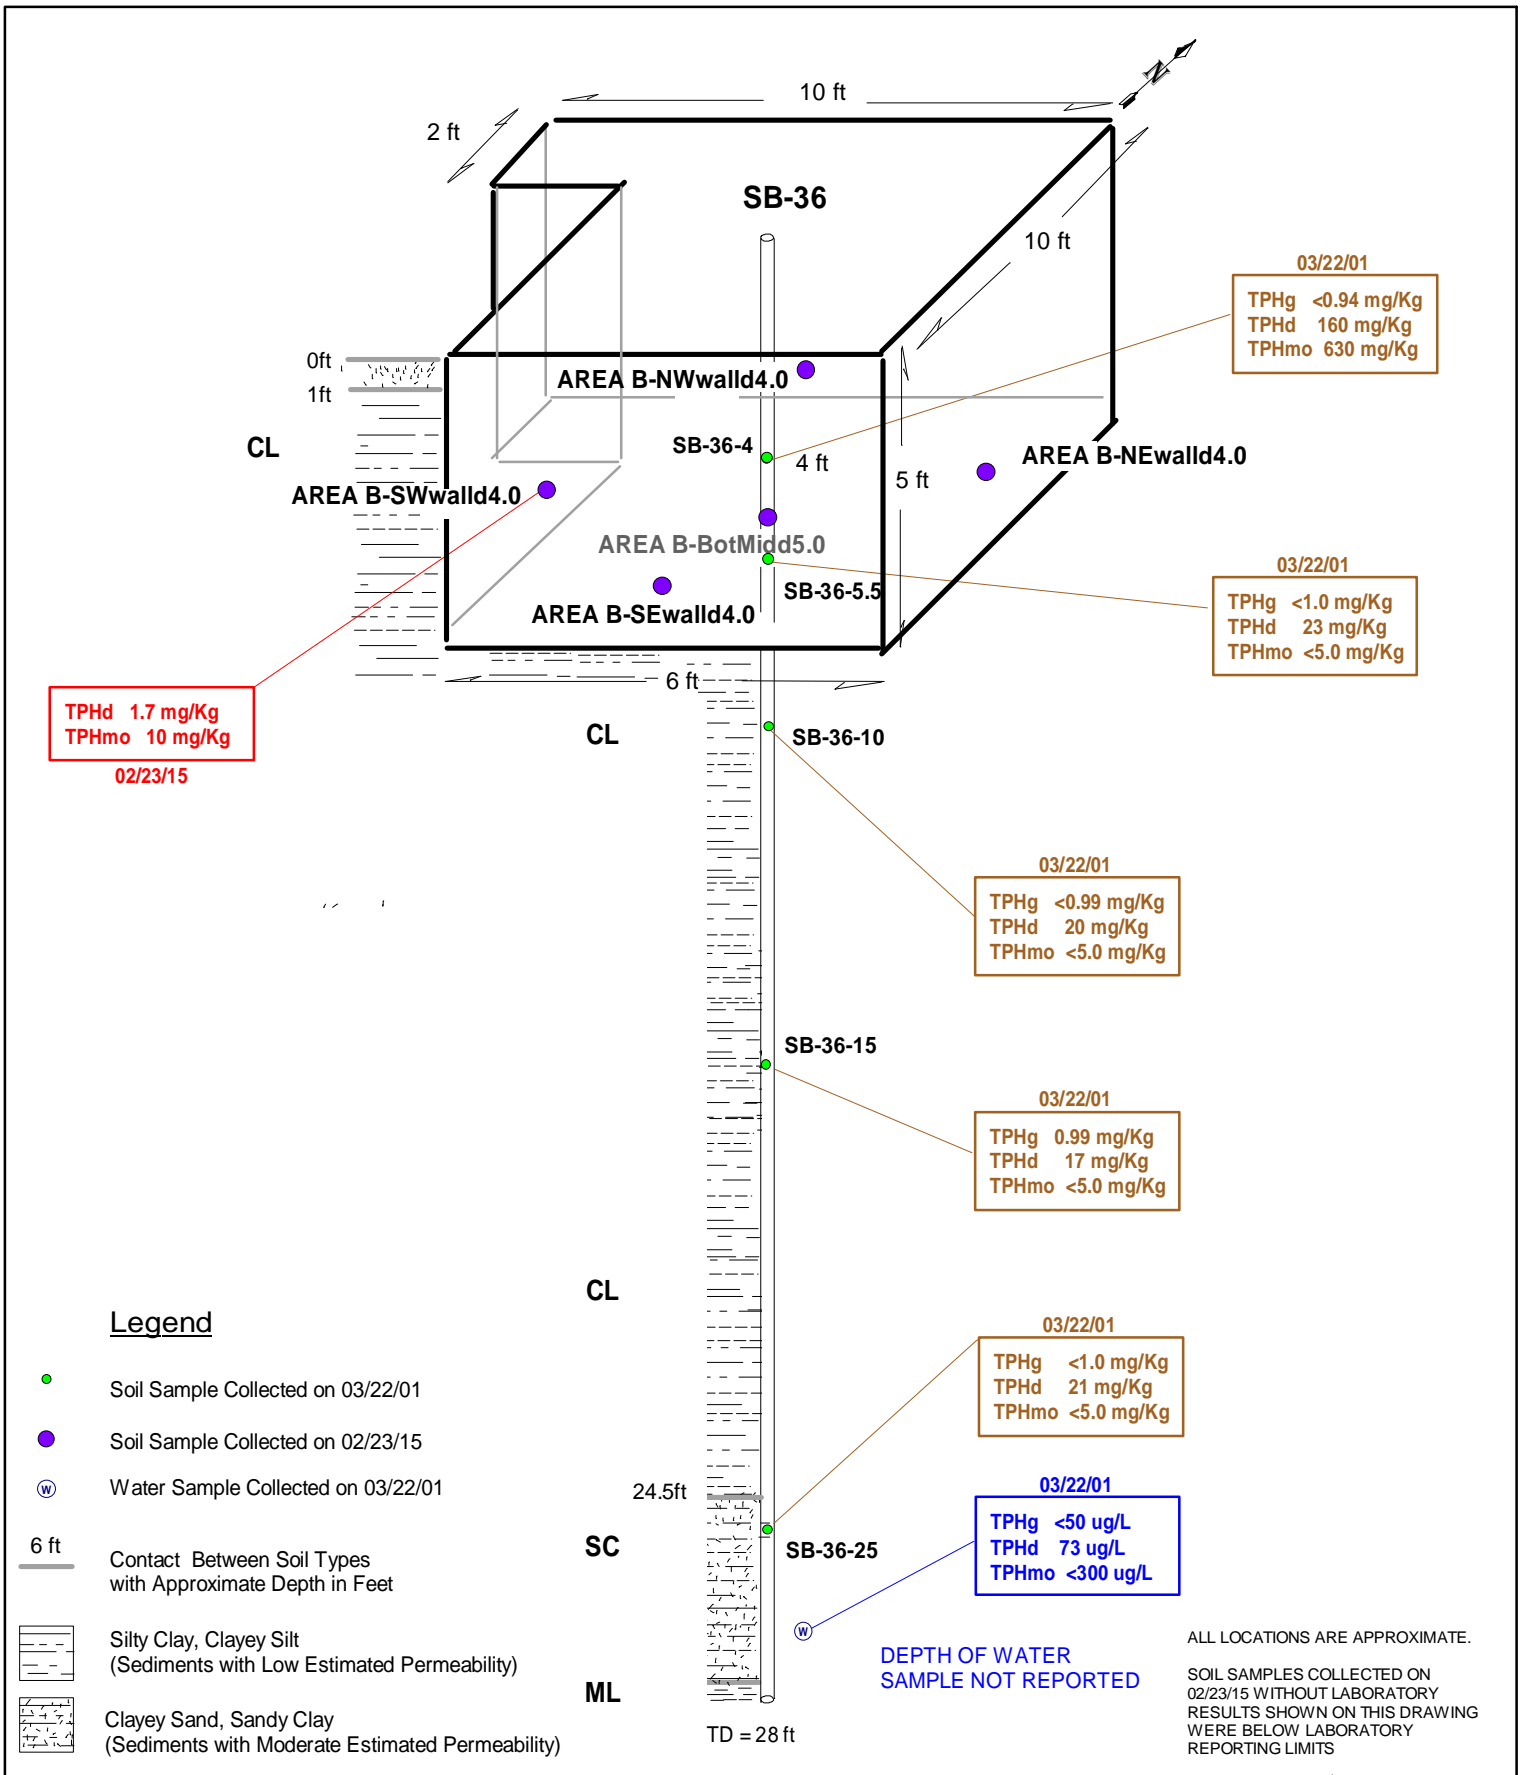 N
10 ft
2 ft
SB-36
10 ft
03/22/01
TPHg <0.94 mg/Kg
TPHd 160 mg/Kg
TPHmo 630 mg/Kg
0ft
1ft
AREA B-NWwalld4.0
CL
SB-36-4
4 ft
AREA B-NEwalld4.0
5 ft
AREA B-SWwalld4.0
AREA B-BotMidd5.0
SB-36-5.5
AREA B-SEwalld4.0
03/22/01
TPHg <1.0 mg/Kg
TPHd 23 mg/Kg
TPHmo <5.0 mg/Kg
6 ft
TPHd 1.7 mg/Kg
TPHmo 10 mg/Kg
02/23/15
CL
SB-36-10
03/22/01
TPHg <0.99 mg/Kg
TPHd 20 mg/Kg
TPHmo <5.0 mg/Kg
SB-36-15
03/22/01
TPHg 0.99 mg/Kg
TPHd 17 mg/Kg
TPHmo <5.0 mg/Kg
CL
03/22/01
TPHg <1.0 mg/Kg
TPHd 21 mg/Kg
TPHmo <5.0 mg/Kg
24.5ft
SC
SB-36-25
03/22/01
TPHg <50 ug/L
TPHd 73 ug/L
TPHmo <300 ug/L
W
DEPTH OF WATER
SAMPLE NOT REPORTED
ML
TD = 28 ft
Legend
Soil Sample Collected on 03/22/01
Soil Sample Collected on 02/23/15
W
Water Sample Collected on 03/22/01
6 ft
Contact Between Soil Types
with Approximate Depth in Feet
Silty Clay, Clayey Silt
(Sediments with Low Estimated Permeability)
Clayey Sand, Sandy Clay
(Sediments with Moderate Estimated Permeability)
ALL LOCATIONS ARE APPROXIMATE.
SOIL SAMPLES COLLECTED ON
02/23/15 WITHOUT LABORATORY
RESULTS SHOWN ON THIS DRAWING
WERE BELOW LABORATORY
REPORTING LIMITS